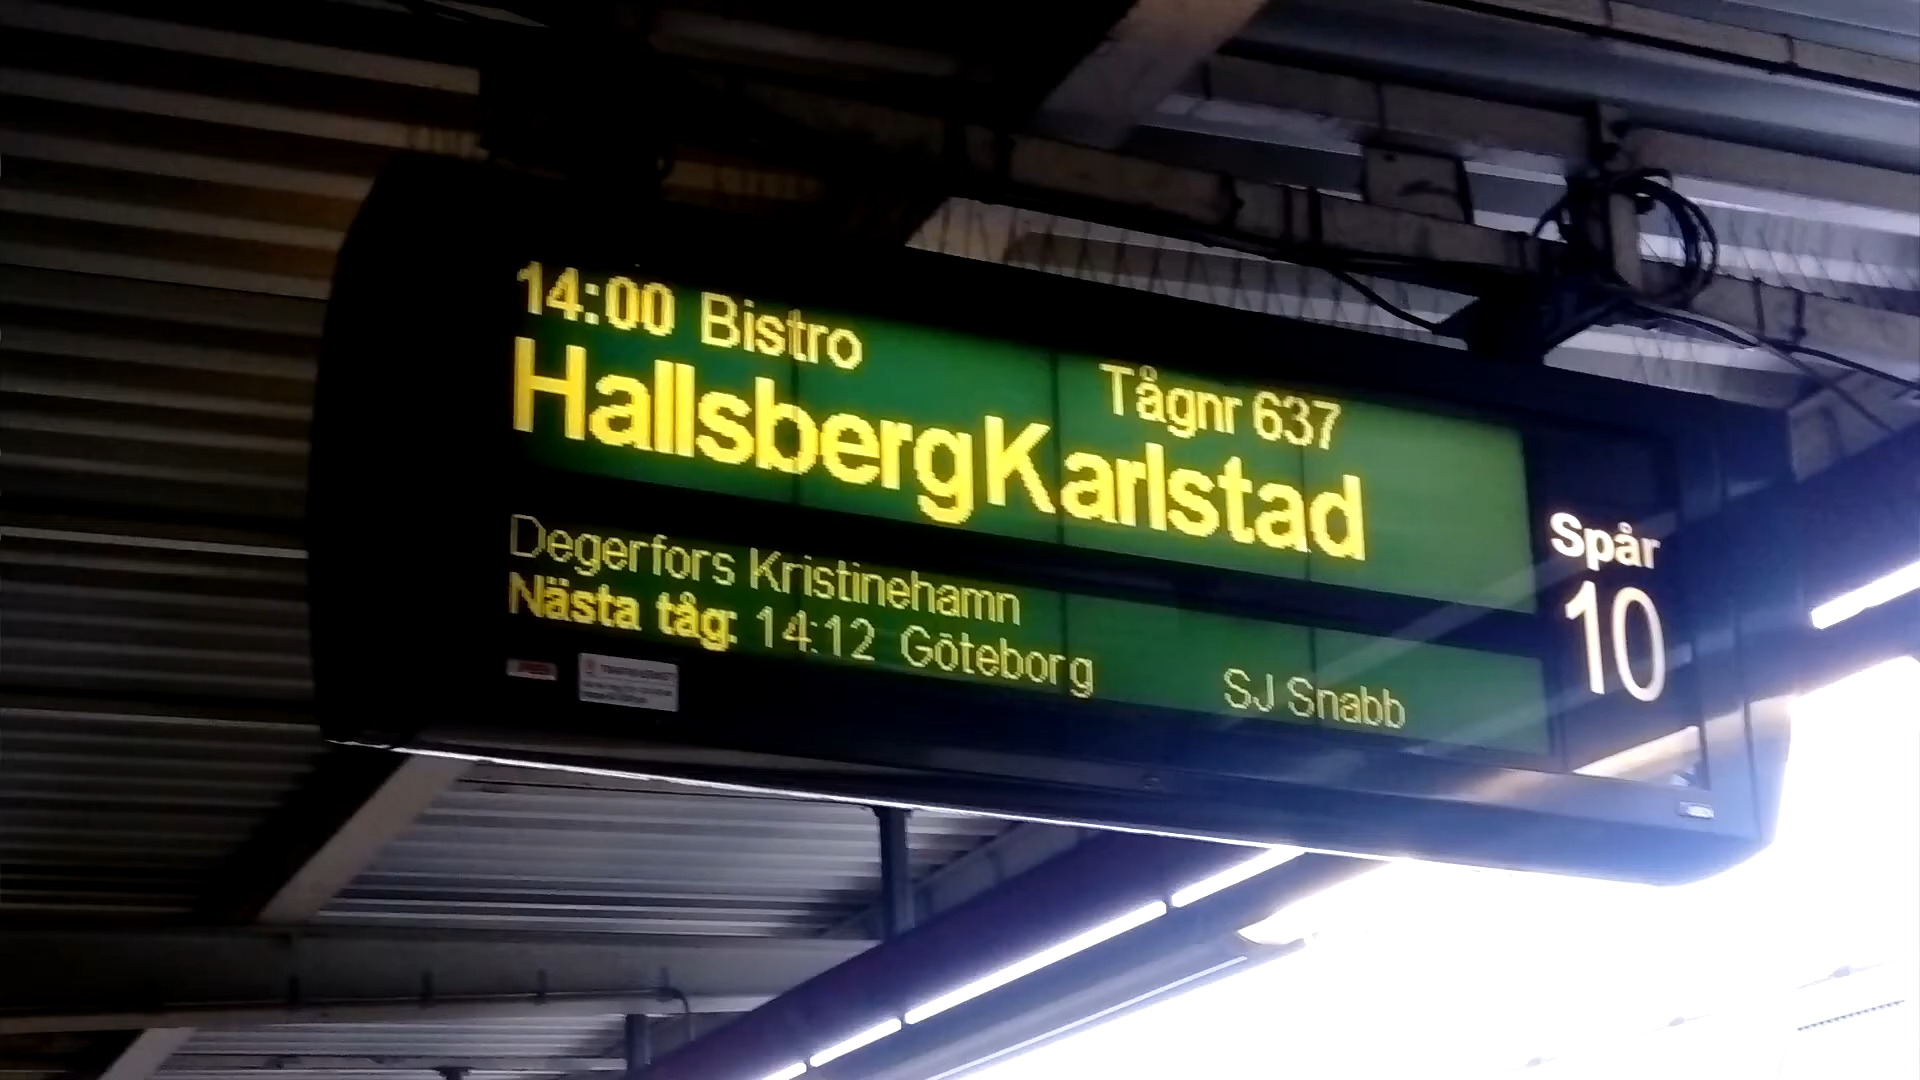 14:00 Bistro Tågnr 637
Hallsberg Karlstad
Degerfors Kristinehamn
Nästa tåg: 14:12 Göteborg SJ Snabb
Spår
10